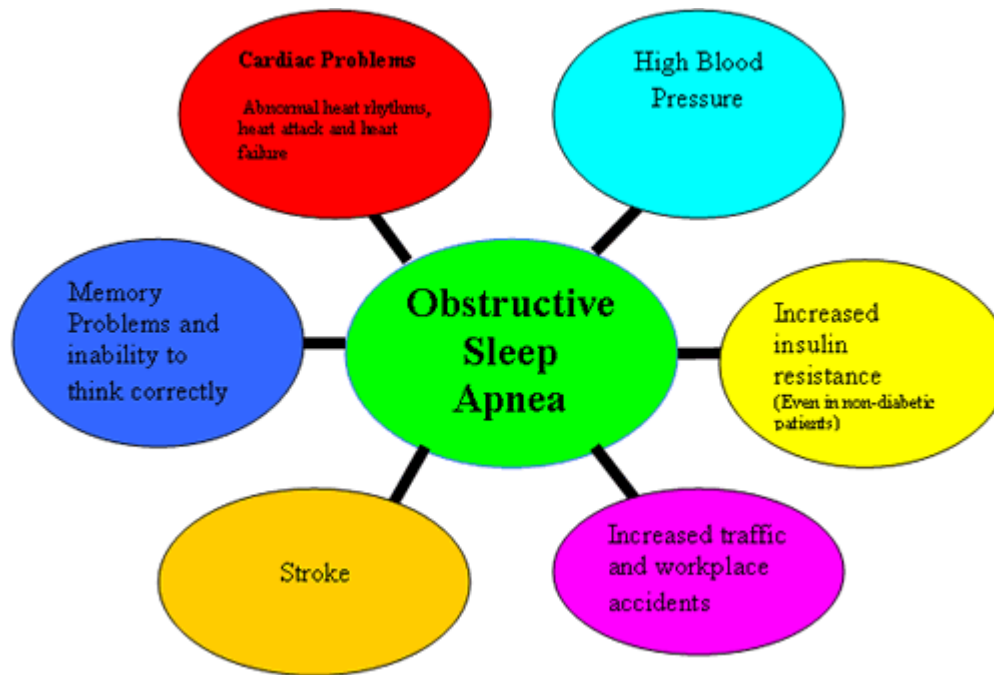 Cardiac Problems
Abnormal heart rhythms,
heart attack and heart
failure
High Blood
Pressure
Memory
Problems and
inability to
think correctly
Obstructive
Sleep
Apnea
Increased
insulin
resistance
(Even in non-diabetic
patients)
Stroke
Increased traffic
and workplace
accidents